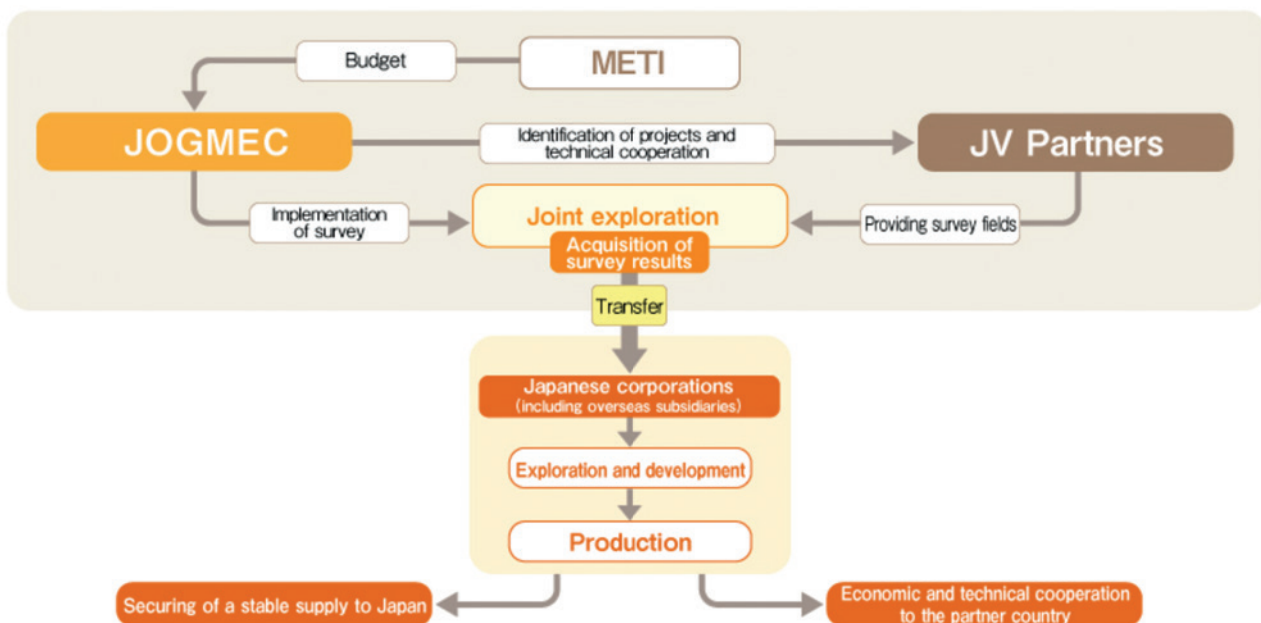 Budget
METI
JOGMEC
Identification of projects and
technical cooperation
JV Partners
Implementation
of survey
Joint exploration
Providing survey fields
Acquisition of
survey results
Transfer
Japanese corporations
(including overseas subsidiaries)
Exploration and development
Production
Securing of a stable supply to Japan
Economic and technical cooperation
to the partner country